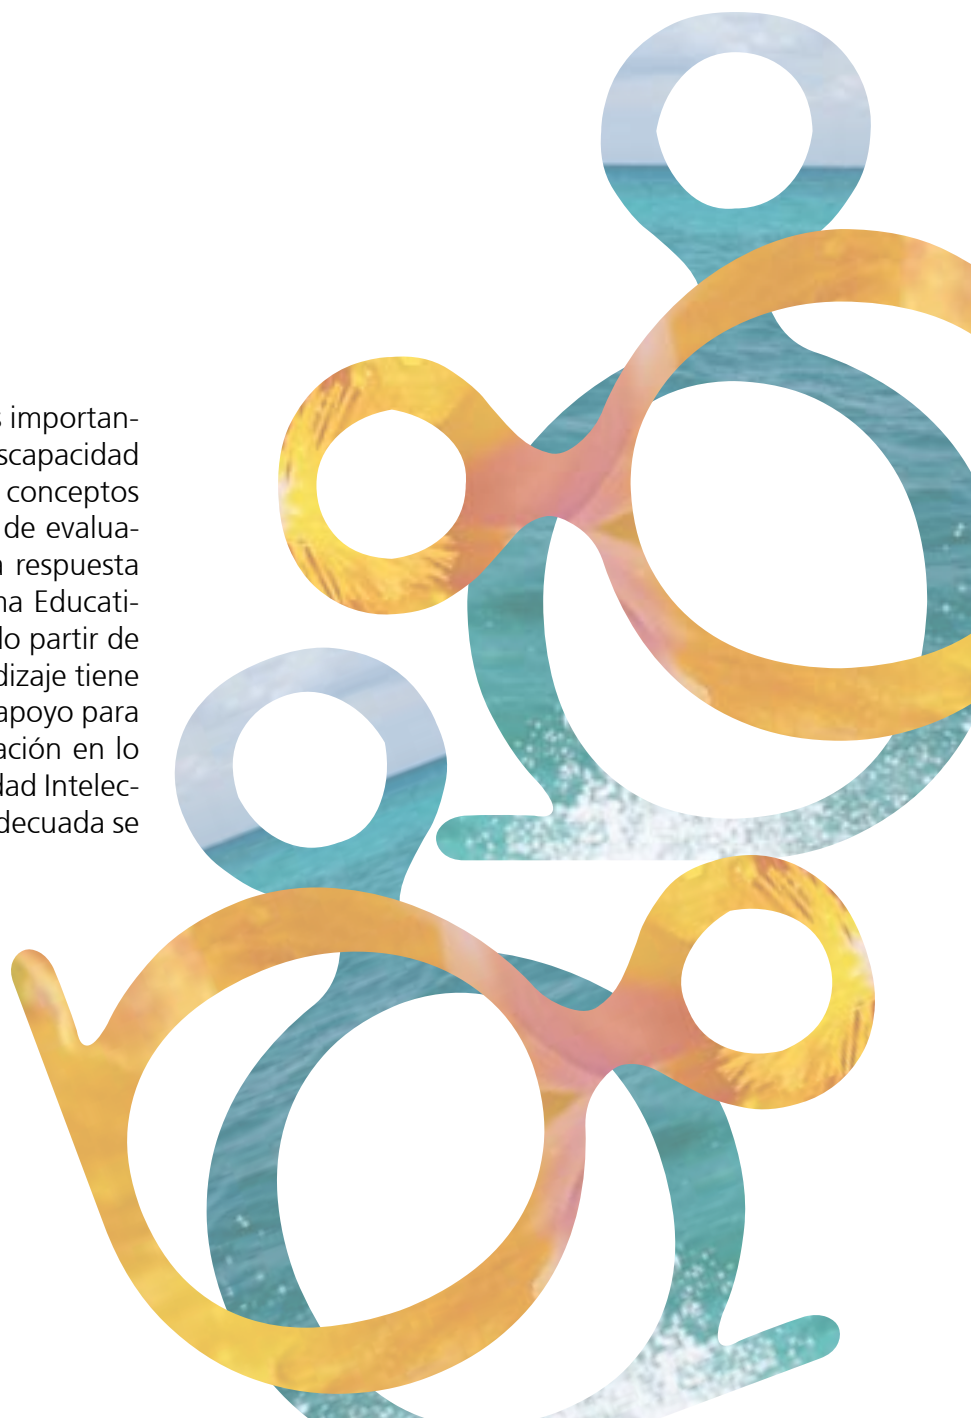 importan-
scapacidad
conceptos
de evalua-
respuesta
na Educati-
lo partir de
dizaje tiene
apoyo para
ación en lo
dad Intelec-
decuada se